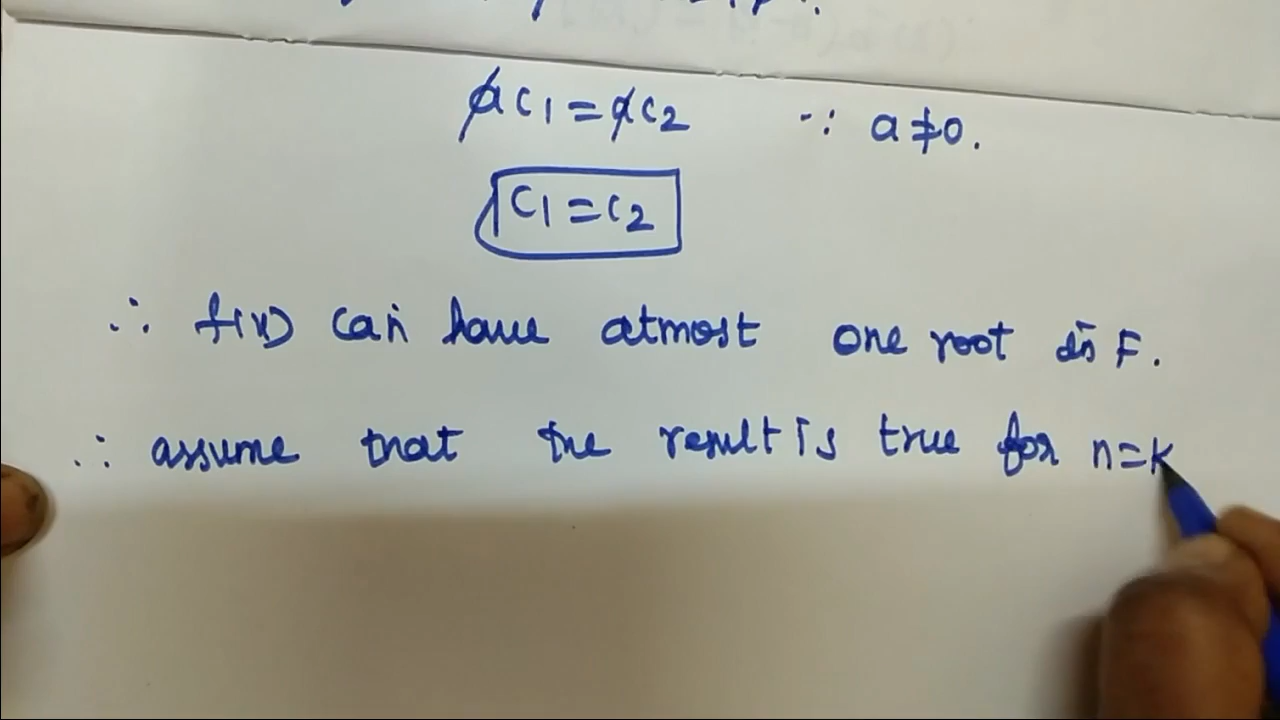 ac1 = ac2 ∵ a≠0.
c1 = c2
∴ f(x) can have atmost one root in F.
∴ assume that the result is true for n=k